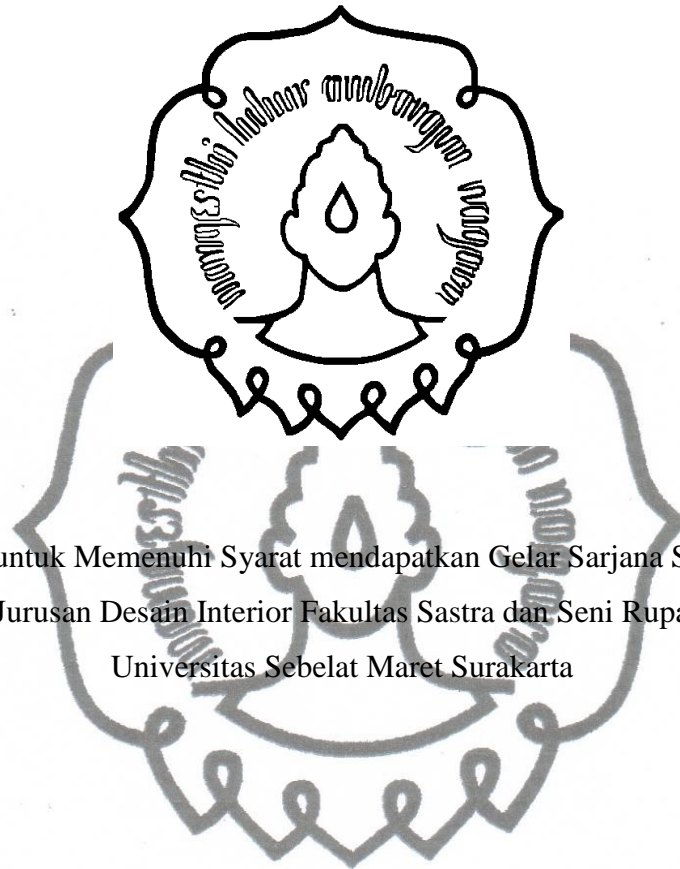 mangesthi luhur ambangun nagara
untuk Memenuhi Syarat mendapatkan Gelar Sarjana S
Jurusan Desain Interior Fakultas Sastra dan Seni Rupa
Universitas Sebelat Maret Surakarta